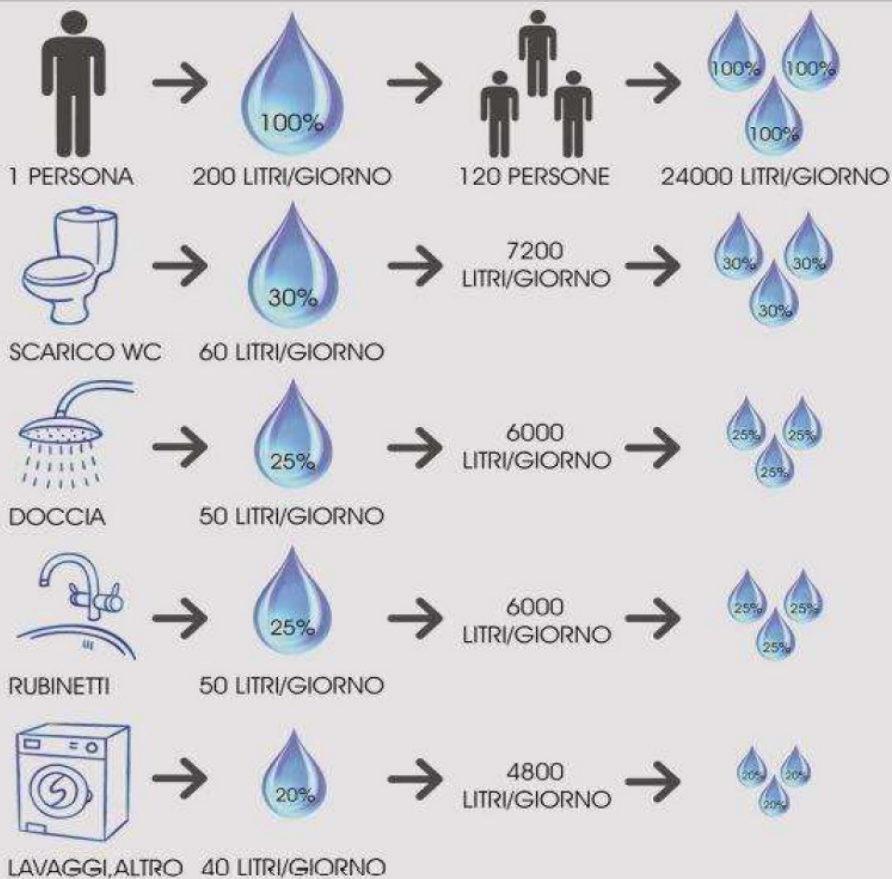 100%
100%
100%
100%
1 PERSONA
200 LITRI/GIORNO
120 PERSONE
24000 LITRI/GIORNO
30%
7200
LITRI/GIORNO
30%
30%
30%
SCARICO WC
60 LITRI/GIORNO
25%
6000
LITRI/GIORNO
25%
25%
25%
DOCCIA
50 LITRI/GIORNO
25%
6000
LITRI/GIORNO
25%
25%
25%
RUBINETTI
50 LITRI/GIORNO
20%
4800
LITRI/GIORNO
20%
20%
20%
LAVAGGI,ALTRO
40 LITRI/GIORNO